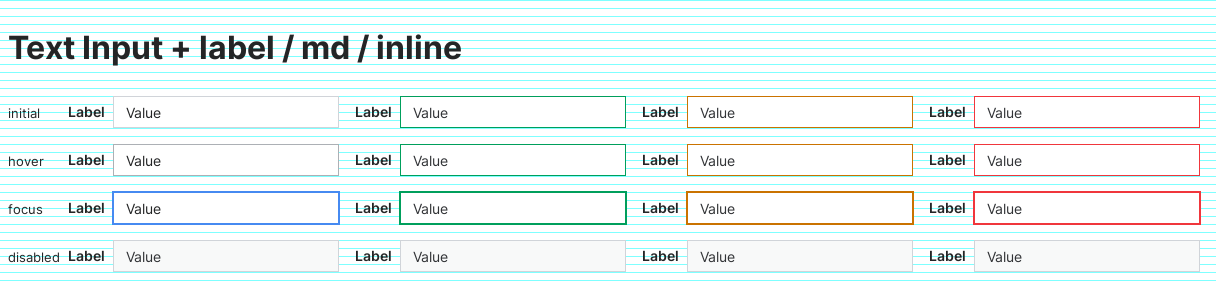 Text Input + label / md / inline
initial Label Value Label Value Label Value Label Value
hover Label Value Label Value Label Value Label Value
focus Label Value Label Value Label Value Label Value
disabled Label Value Label Value Label Value Label Value